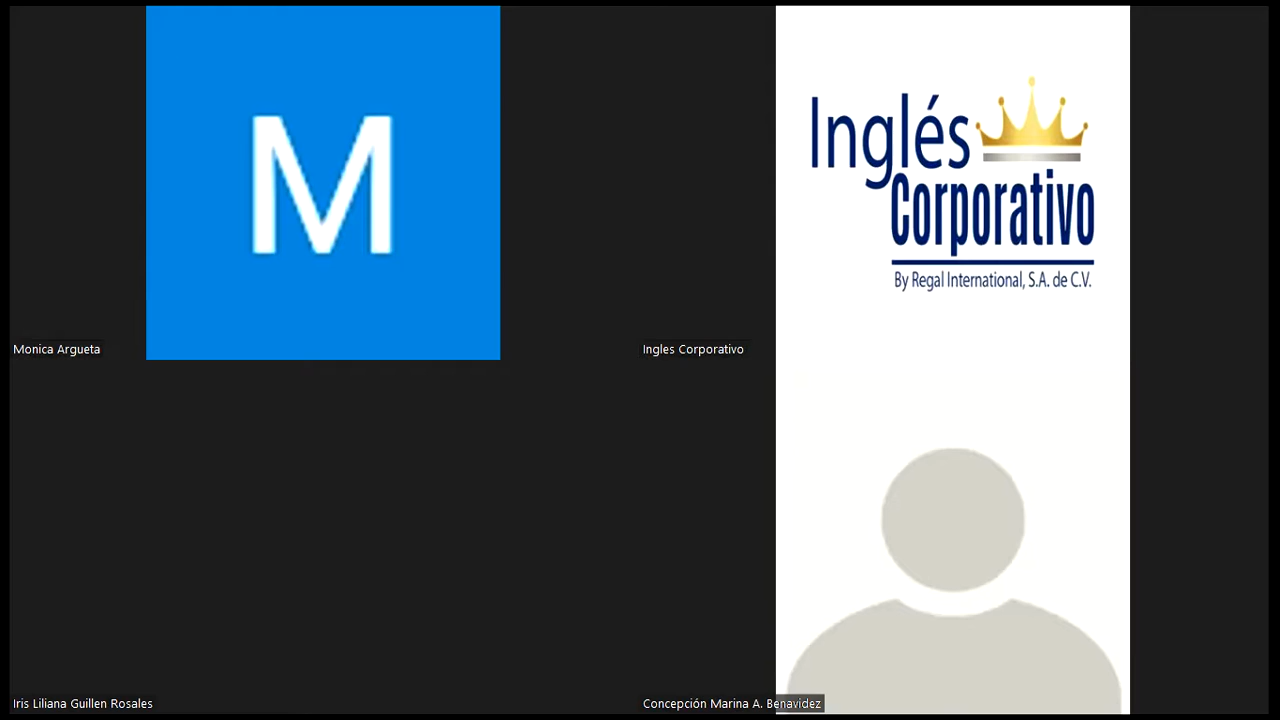 M
Inglés
Corporativo
By Regal International, S.A. de C.V.
Monica Argueta
Ingles Corporativo
Iris Liliana Guillen Rosales
Concepción Marina A. Benavidez